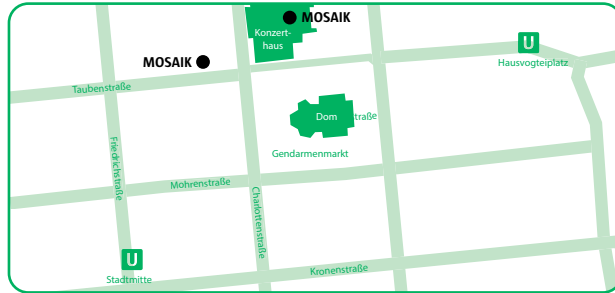 MOSAIK
Konzert-
haus
MOSAIK
U
Hausvogteiplatz
Taubenstraße
Dom
straße
Gendarmenmarkt
Friedrichstraße
Mohrenstraße
Charlottenstraße
U
Stadtmitte
Kronenstraße